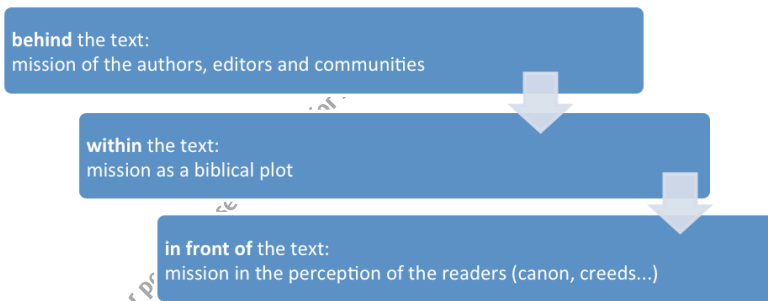 behind the text:
mission of the authors, editors and communities
within the text:
mission as a biblical plot
in front of the text:
mission in the perception of the readers (canon, creeds...)